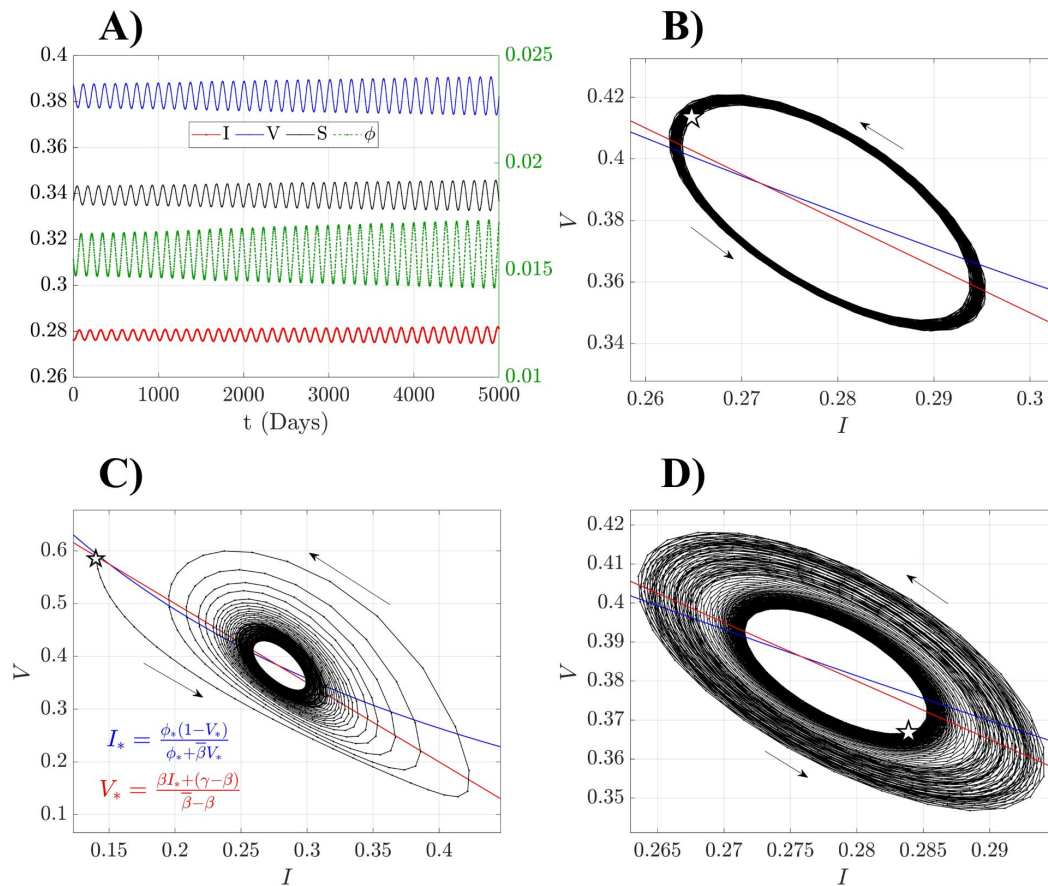 A)
0.4
0.38
0.36
0.34
0.32
0.3
0.28
0.26
0.025
0.02
0.015
0.01
I V S ϕ
0 1000 2000 3000 4000 5000
t (Days)
B)
0.42
0.4
0.38
0.36
0.34
V
0.26 0.27 0.28 0.29 0.3
I
C)
0.6
0.5
0.4
0.3
0.2
0.1
V
I_* = \frac{ϕ_*(1−V_*)}{ϕ_*+\overline{β}V_*}
V_* = \frac{βI_*+(γ−β)}{\overline{β}−β}
0.15 0.2 0.25 0.3 0.35 0.4
I
D)
0.42
0.41
0.4
0.39
0.38
0.37
0.36
0.35
V
0.265 0.27 0.275 0.28 0.285 0.29
I